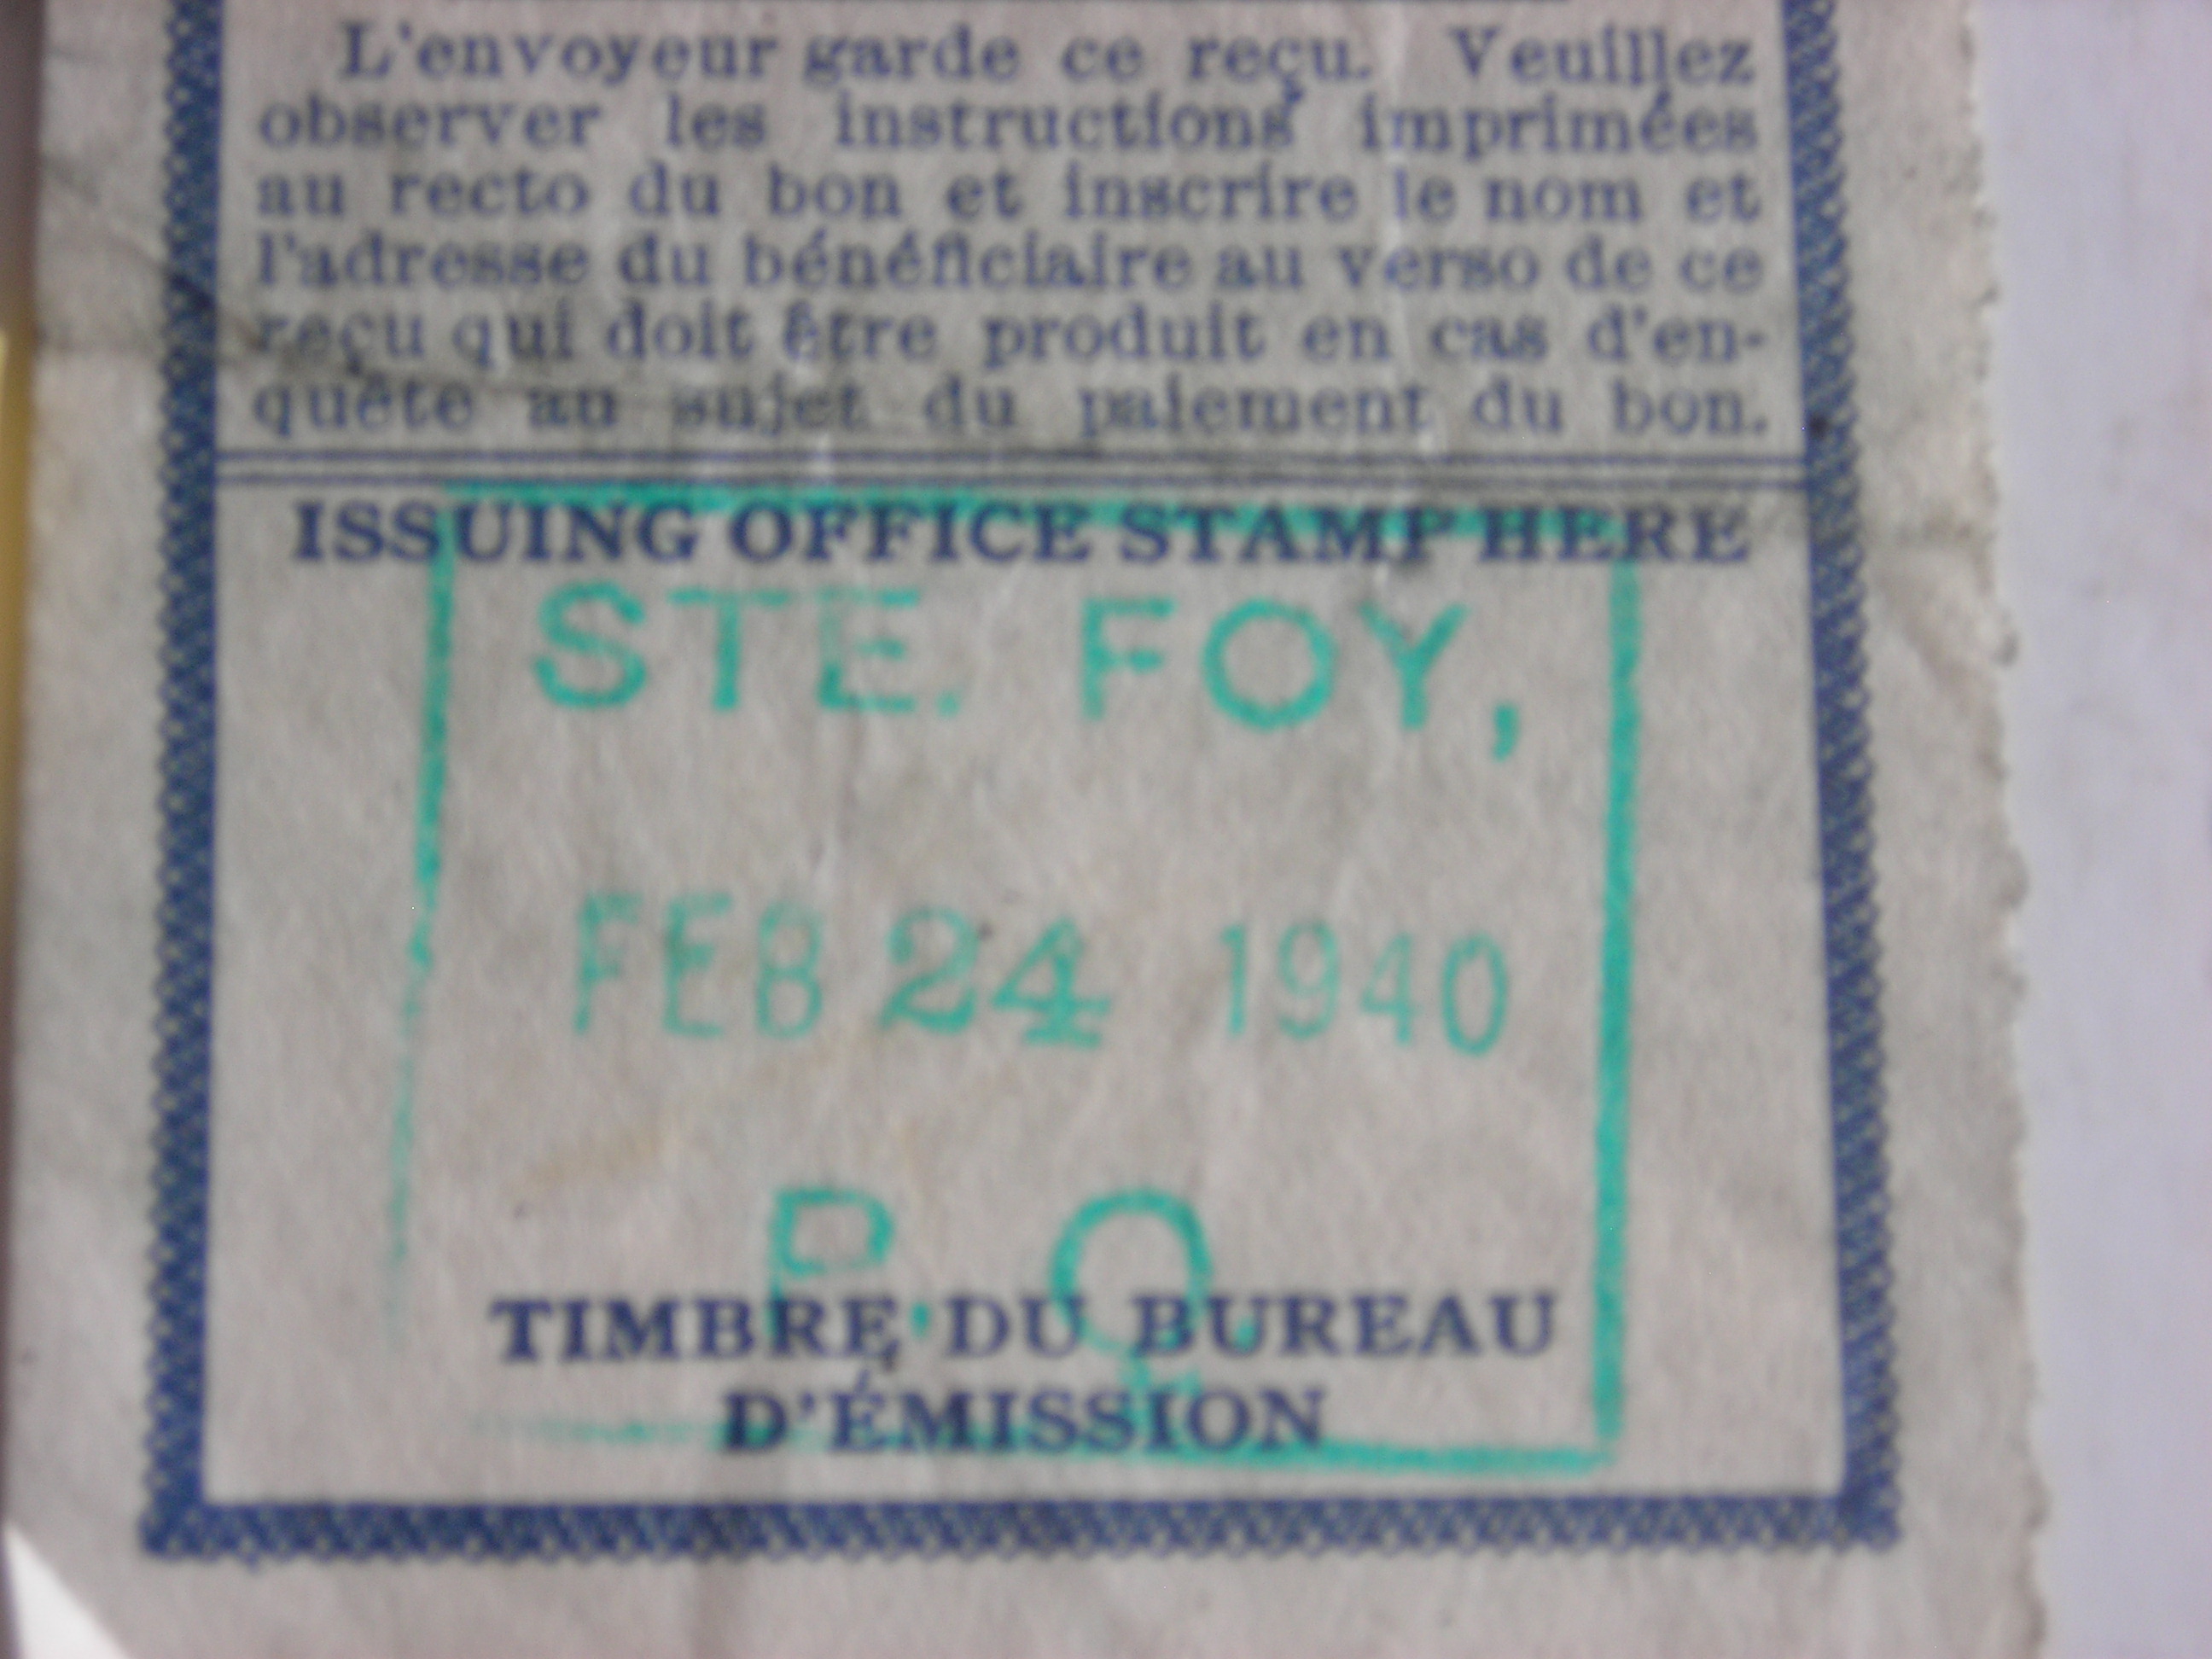 L'envoyeur garde ce reçu. Veuillez
observer les instructions imprimées
au recto du bon et inscrire le nom et
l'adresse du bénéficiaire au verso de ce
reçu qui doit être produit en cas d'en-
quête au sujet du paiement du bon.
ISSUING OFFICE STAMP HERE
STE. FOY,
FEB 24 1940
P. Q.
TIMBRE DU BUREAU
D'ÉMISSION